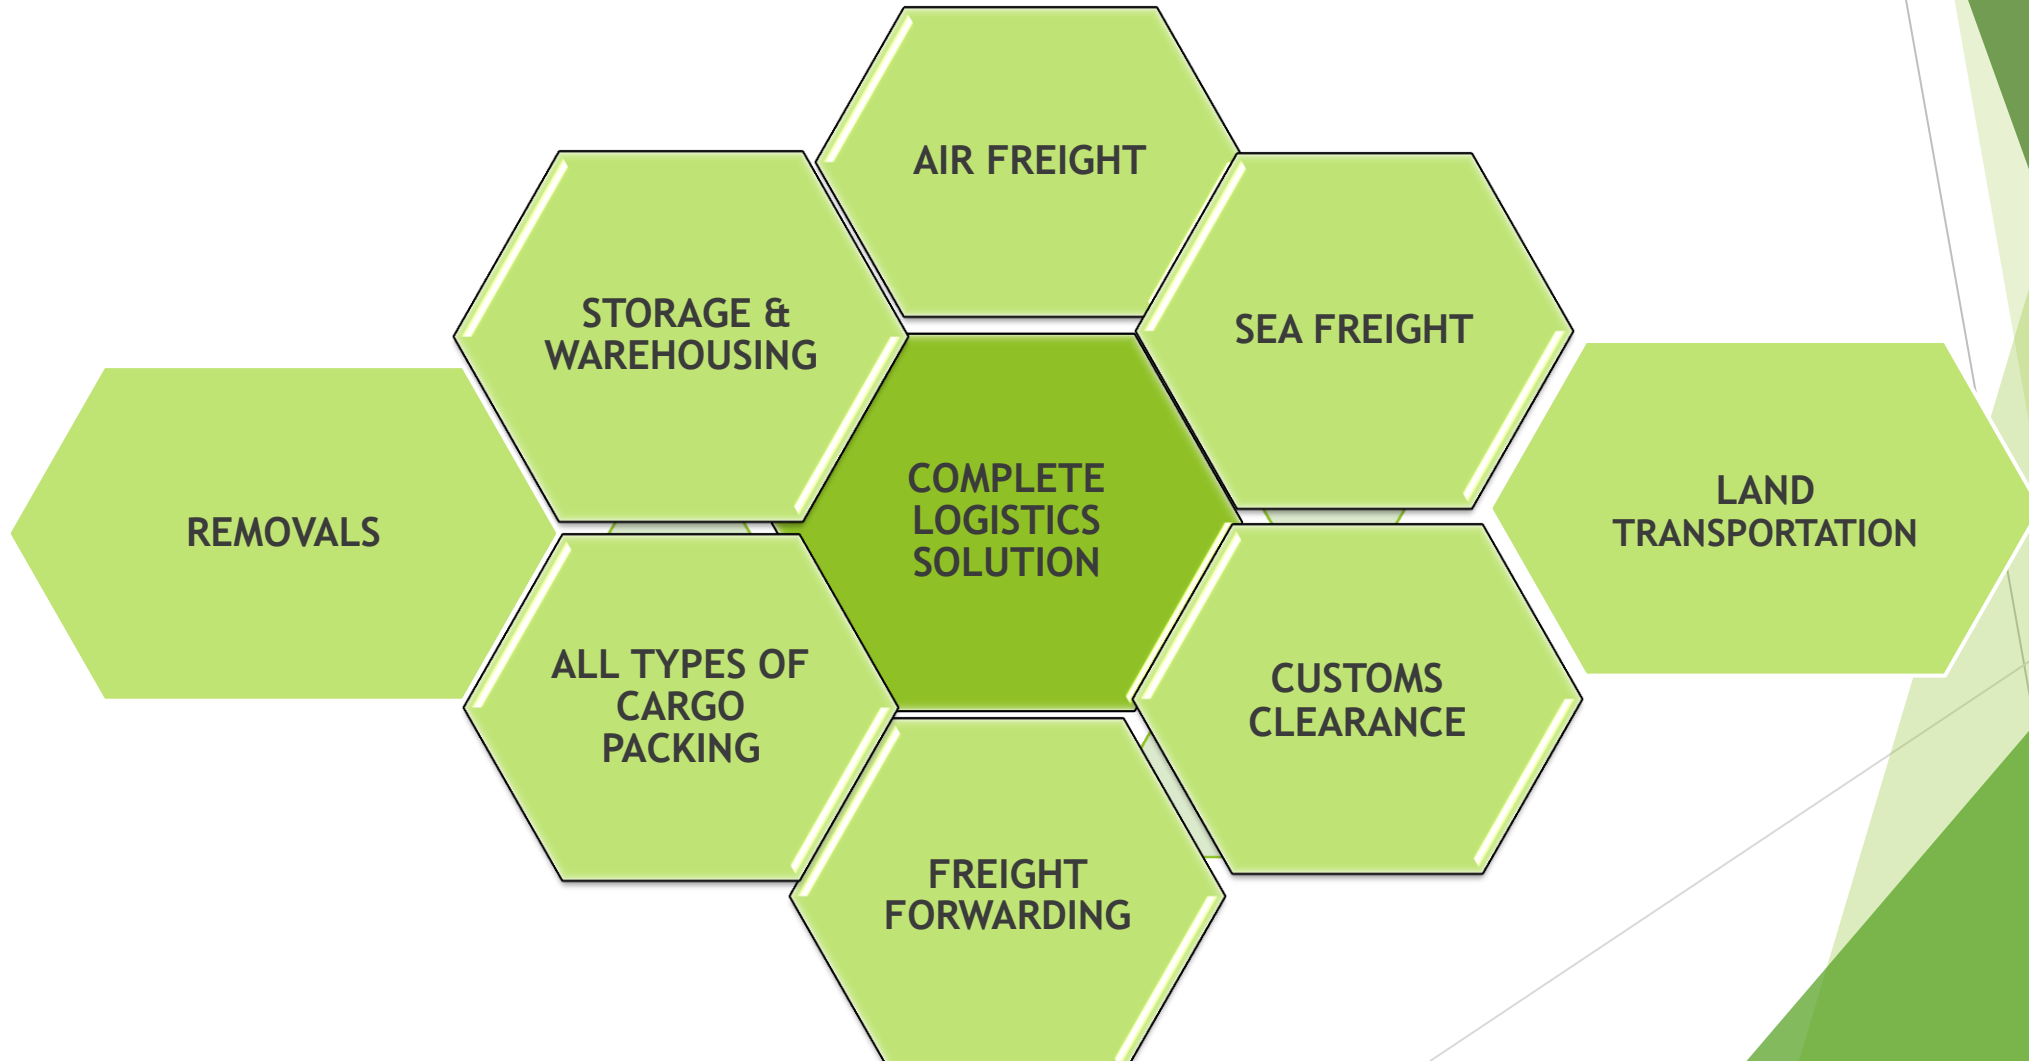 AIR FREIGHT
STORAGE &
WAREHOUSING
SEA FREIGHT
REMOVALS
COMPLETE
LOGISTICS
SOLUTION
LAND
TRANSPORTATION
ALL TYPES OF
CARGO
PACKING
CUSTOMS
CLEARANCE
FREIGHT
FORWARDING